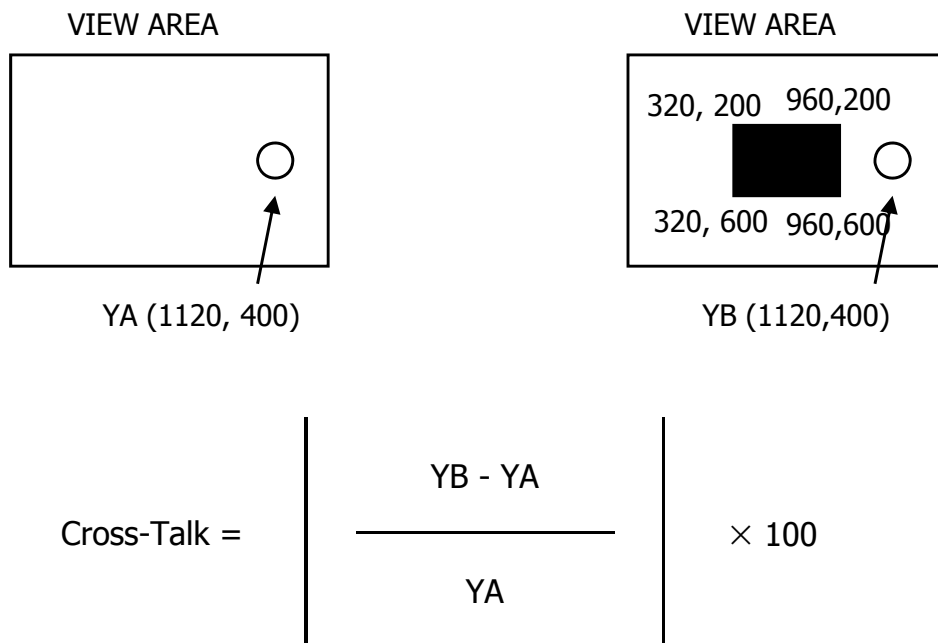 VIEW AREA
VIEW AREA
320, 200
960,200
320, 600
960,600
YA (1120, 400)
YB (1120,400)
YB - YA
Cross-Talk =
× 100
YA